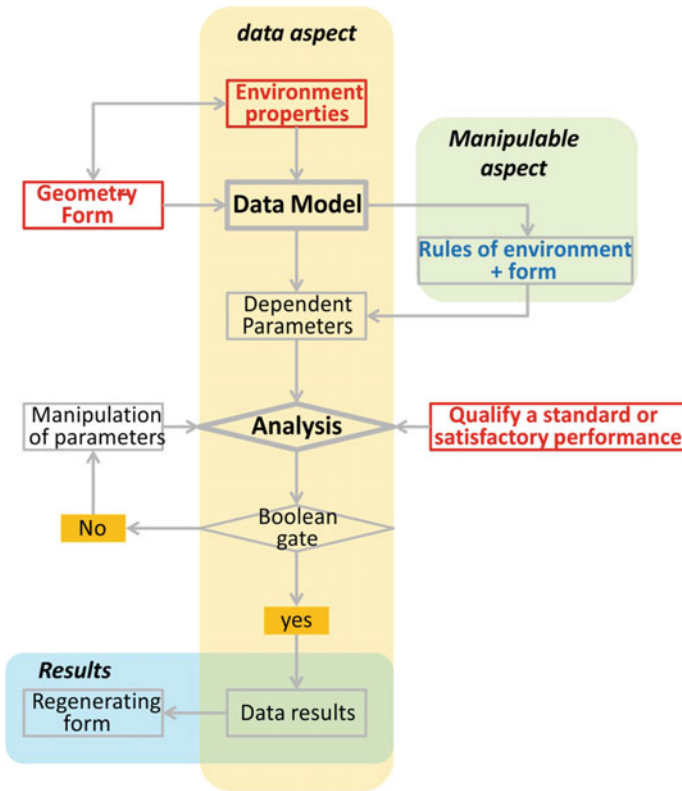 data aspect
Environment
properties
Manipulable
aspect
Geometry
Form
Data Model
Rules of environment
+ form
Dependent
Parameters
Manipulation
of parameters
Analysis
Qualify a standard or
satisfactory performance
No
Boolean
gate
yes
Results
Regenerating
form
Data results